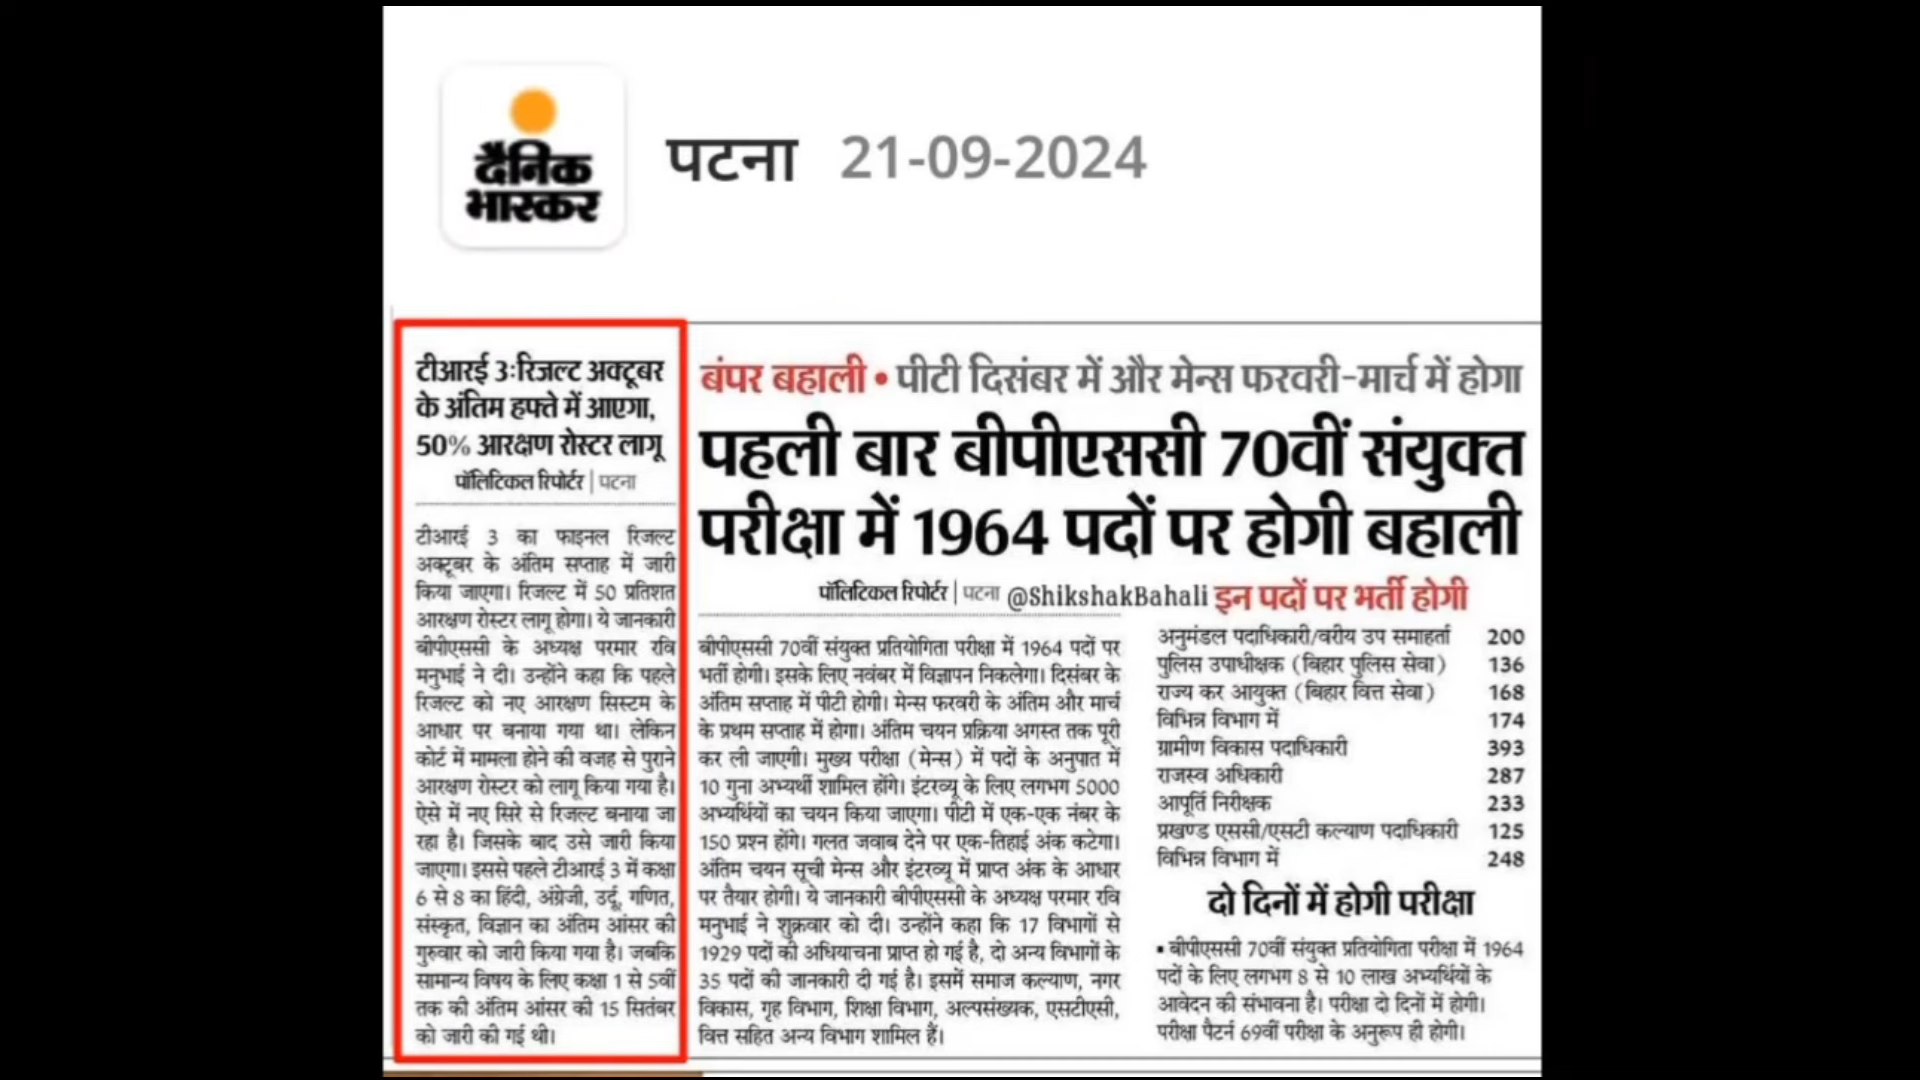 दैनिक
भास्कर
पटना 21-09-2024
टीआरई 3:रिजल्ट अक्टूबर
के अंतिम हफ्ते में आएगा,
50% आरक्षण रोस्टर लागू
पॉलिटिकल रिपोर्टर | पटना
टीआरई 3 का फाइनल रिजल्ट
अक्टूबर के अंतिम सप्ताह में जारी
किया जाएगा। रिजल्ट में 50 प्रतिशत
आरक्षण रोस्टर लागू होगा। ये जानकारी
बीपीएससी के अध्यक्ष परमार रवि
मनुभाई ने दी। उन्होंने कहा कि पहले
रिजल्ट को नए आरक्षण सिस्टम के
आधार पर बनाया गया था। लेकिन
कोर्ट में मामला होने की वजह से पुराने
आरक्षण रोस्टर को लागू किया गया है।
ऐसे में नए सिरे से रिजल्ट बनाया जा
रहा है। जिसके बाद उसे जारी किया
जाएगा। इससे पहले टीआरई 3 में कक्षा
6 से 8 का हिंदी, अंग्रेजी, उर्दू, गणित,
संस्कृत, विज्ञान का अंतिम आंसर की
गुरुवार को जारी किया गया है। जबकि
सामान्य विषय के लिए कक्षा 1 से 5वीं
तक की अंतिम आंसर की 15 सितंबर
को जारी की गई थी।
बंपर बहाली • पीटी दिसंबर में और मेन्स फरवरी-मार्च में होगा
पहली बार बीपीएससी 70वीं संयुक्त
परीक्षा में 1964 पदों पर होगी बहाली
पॉलिटिकल रिपोर्टर | पटना @ShikshakBahali
बीपीएससी 70वीं संयुक्त प्रतियोगिता परीक्षा में 1964 पदों पर
भर्ती होगी। इसके लिए नवंबर में विज्ञापन निकलेगा। दिसंबर के
अंतिम सप्ताह में पीटी होगी। मेन्स फरवरी के अंतिम और मार्च
के प्रथम सप्ताह में होगा। अंतिम चयन प्रक्रिया अगस्त तक पूरी
कर ली जाएगी। मुख्य परीक्षा (मेन्स) में पदों के अनुपात में
10 गुना अभ्यर्थी शामिल होंगे। इंटरव्यू के लिए लगभग 5000
अभ्यर्थियों का चयन किया जाएगा। पीटी में एक-एक नंबर के
150 प्रश्न होंगे। गलत जवाब देने पर एक-तिहाई अंक कटेगा।
अंतिम चयन सूची मेन्स और इंटरव्यू में प्राप्त अंक के आधार
पर तैयार होगी। ये जानकारी बीपीएससी के अध्यक्ष परमार रवि
मनुभाई ने शुक्रवार को दी। उन्होंने कहा कि 17 विभागों से
1929 पदों की अधियाचना प्राप्त हो गई है, दो अन्य विभागों के
35 पदों की जानकारी दी गई है। इसमें समाज कल्याण, नगर
विकास, गृह विभाग, शिक्षा विभाग, अल्पसंख्यक, एसटीएससी,
वित्त सहित अन्य विभाग शामिल हैं।
इन पदों पर भर्ती होगी
अनुमंडल पदाधिकारी/वरीय उप समाहर्ता 200
पुलिस उपाधीक्षक (बिहार पुलिस सेवा) 136
राज्य कर आयुक्त (बिहार वित्त सेवा) 168
विभिन्न विभाग में 174
ग्रामीण विकास पदाधिकारी 393
राजस्व अधिकारी 287
आपूर्ति निरीक्षक 233
प्रखण्ड एससी/एसटी कल्याण पदाधिकारी 125
विभिन्न विभाग में 248
दो दिनों में होगी परीक्षा
▪ बीपीएससी 70वीं संयुक्त प्रतियोगिता परीक्षा में 1964
पदों के लिए लगभग 8 से 10 लाख अभ्यर्थियों के
आवेदन की संभावना है। परीक्षा दो दिनों में होगी।
परीक्षा पैटर्न 69वीं परीक्षा के अनुरूप ही होगी।